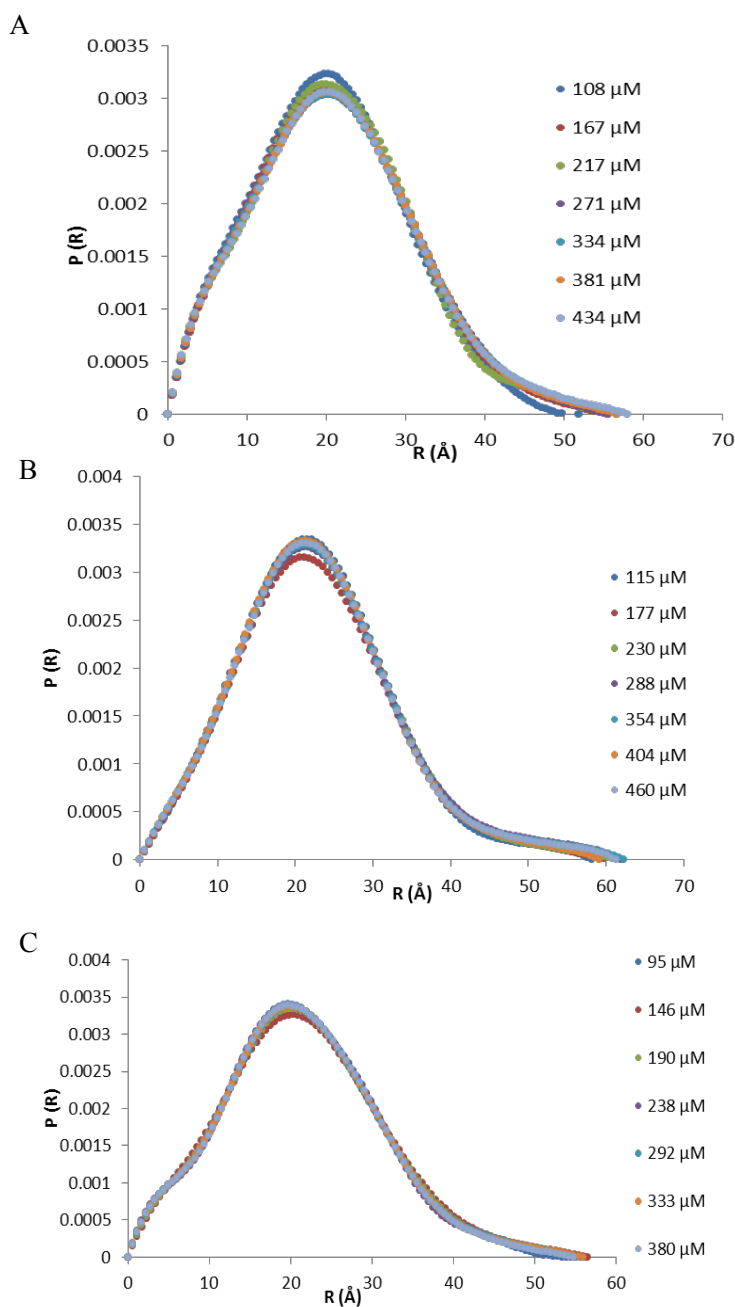 A
0.0035
0.003
0.0025
0.002
0.0015
0.001
0.0005
0
P (R)
0 10 20 30 40 50 60 70
R (Å)
108 µM
167 µM
217 µM
271 µM
334 µM
381 µM
434 µM
B
0.004
0.0035
0.003
0.0025
0.002
0.0015
0.001
0.0005
0
P (R)
0 10 20 30 40 50 60 70
R (Å)
115 µM
177 µM
230 µM
288 µM
354 µM
404 µM
460 µM
C
0.004
0.0035
0.003
0.0025
0.002
0.0015
0.001
0.0005
0
P (R)
0 10 20 30 40 50 60
R (Å)
95 µM
146 µM
190 µM
238 µM
292 µM
333 µM
380 µM